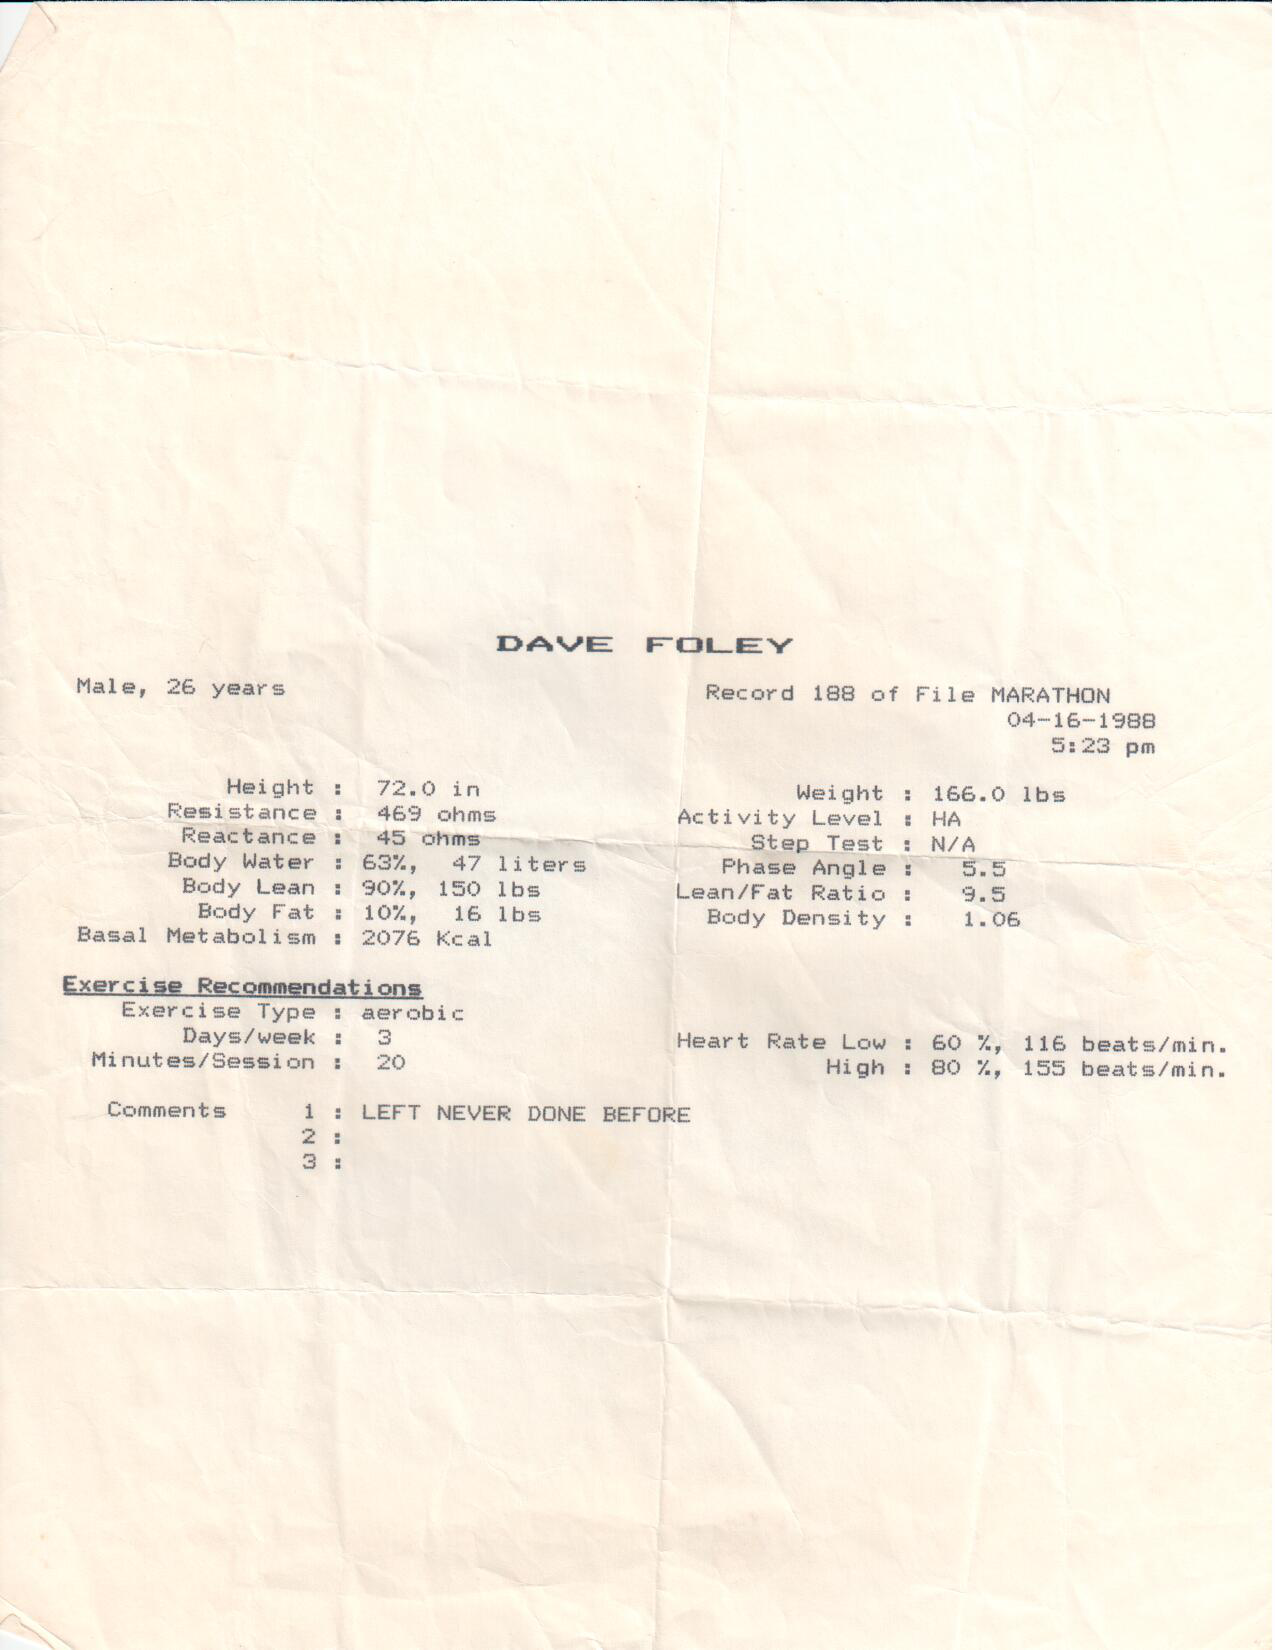 DAVE FOLEY
Male, 26 years
Record 188 of File MARATHON
04-16-1988
5:23 pm
Height : 72.0 in
Resistance : 469 ohms
Reactance : 45 ohms
Body Water : 63%, 47 liters
Body Lean : 90%, 150 lbs
Body Fat : 10%, 16 lbs
Basal Metabolism : 2076 Kcal
Weight : 166.0 lbs
Activity Level : HA
Step Test : N/A
Phase Angle : 5.5
Lean/Fat Ratio : 9.5
Body Density : 1.06
Exercise Recommendations
Exercise Type : aerobic
Days/week : 3
Minutes/Session : 20
Heart Rate Low : 60 %, 116 beats/min.
High : 80 %, 155 beats/min.
Comments 1 : LEFT NEVER DONE BEFORE
2 :
3 :